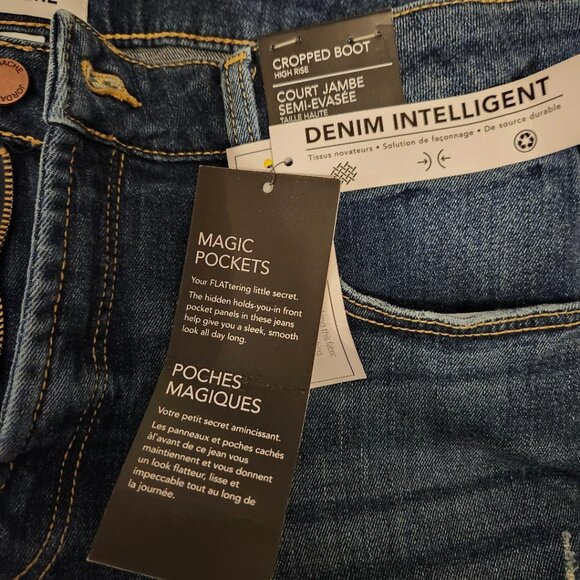 CROPPED BOOT
HIGH RISE
COURT JAMBE
SEMI-EVASÉE
TAILLE HAUTE
DENIM INTELLIGENT
Tissus novateurs • Solution de façonnage • De source durable
MAGIC
POCKETS
Your FLATtering little secret.
The hidden holds-you-in front
pocket panels in these jeans
help give you a sleek, smooth
look all day long.
POCHES
MAGIQUES
Votre petit secret amincissant.
Les panneaux et poches cachés
à l'avant de ce jean vous
maintiennent et vous donnent
un look flatteur, lisse et
impeccable tout au long de
la journée.